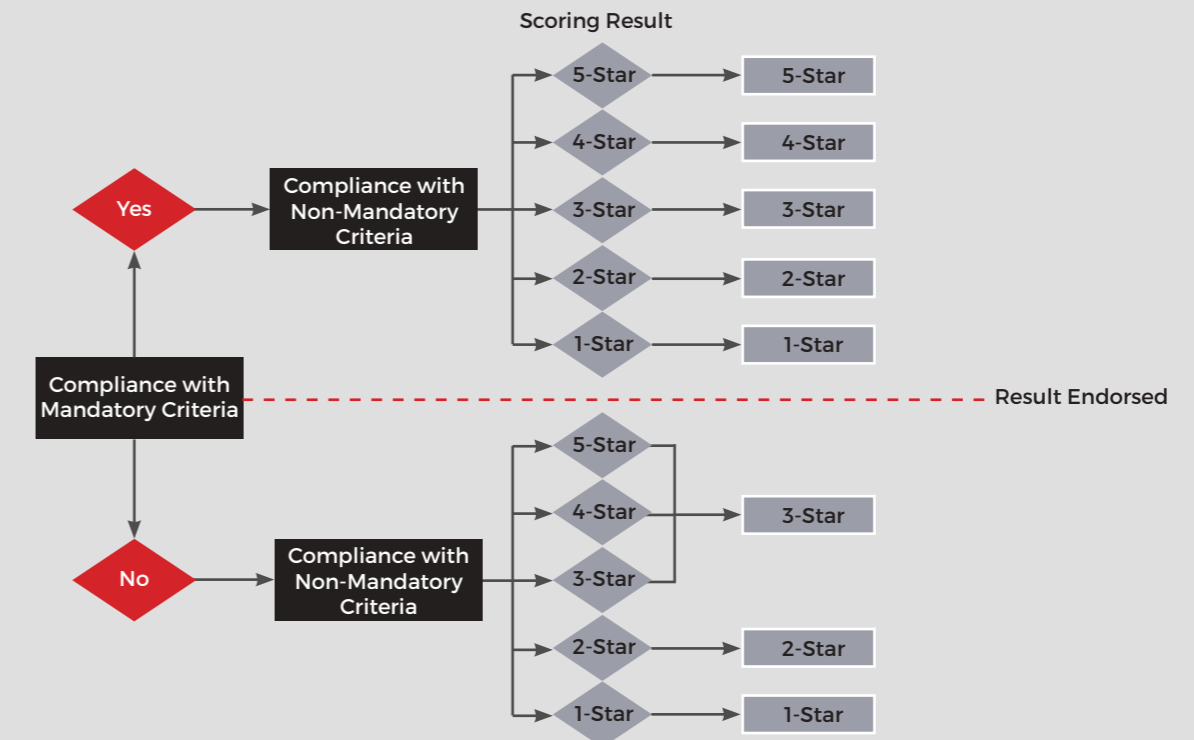 Scoring Result
5-Star
5-Star
4-Star
4-Star
Yes
Compliance with
Non-Mandatory
Criteria
3-Star
3-Star
2-Star
2-Star
1-Star
1-Star
Compliance with
Mandatory Criteria
Result Endorsed
5-Star
4-Star
3-Star
No
Compliance with
Non-Mandatory
Criteria
3-Star
2-Star
2-Star
1-Star
1-Star